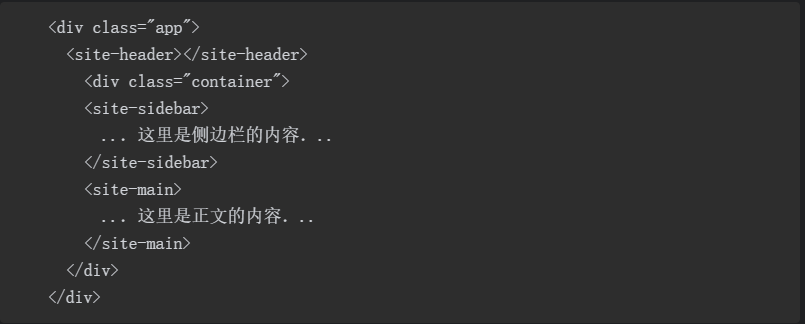 <div class="app">
<site-header></site-header>
<div class="container">
<site-sidebar>
... 这里是侧边栏的内容...
</site-sidebar>
<site-main>
... 这里是正文的内容...
</site-main>
</div>
</div>